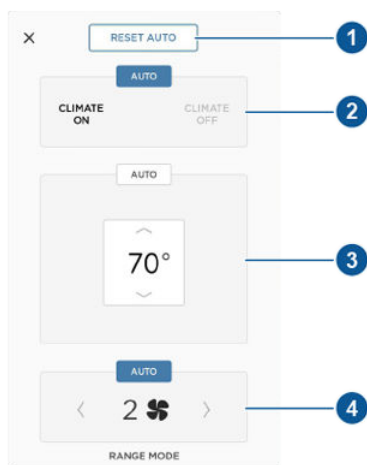 × RESET AUTO 1
AUTO
CLIMATE ON CLIMATE OFF 2
AUTO
70° 3
AUTO
2 4
RANGE MODE